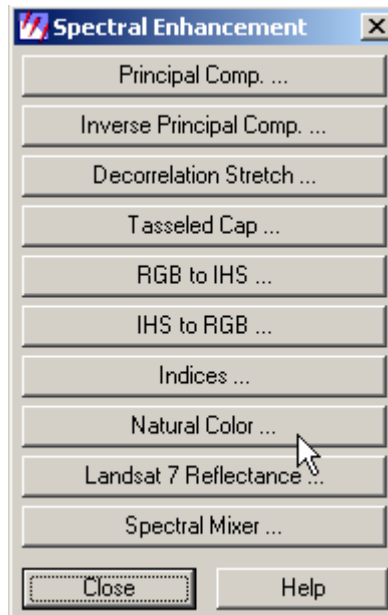 Spectral Enhancement
Principal Comp. ...
Inverse Principal Comp. ...
Decorrelation Stretch ...
Tasseled Cap ...
RGB to IHS ...
IHS to RGB ...
Indices ...
Natural Color ...
Landsat 7 Reflectance ...
Spectral Mixer ...
Close Help